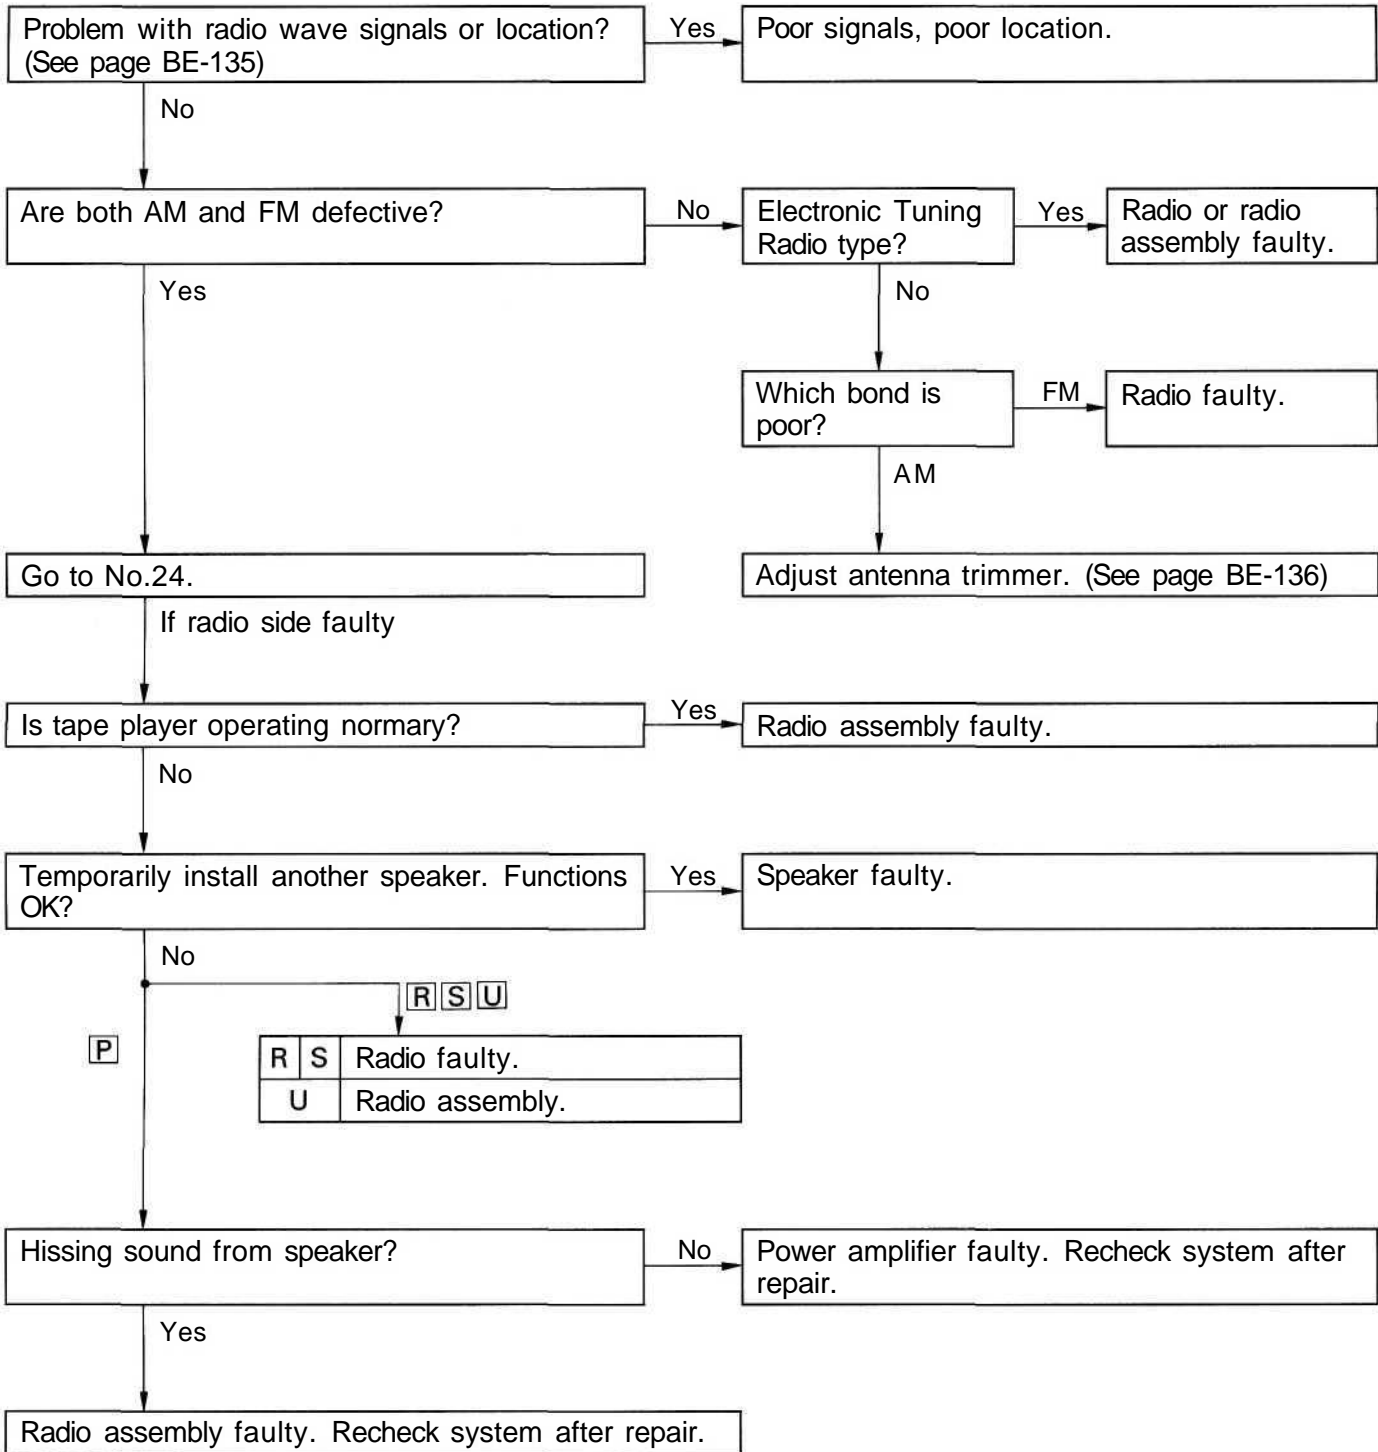 Problem with radio wave signals or location?
(See page BE-135)
Yes
Poor signals, poor location.
No
Are both AM and FM defective?
No
Electronic Tuning
Radio type?
Yes
Radio or radio
assembly faulty.
Yes
No
Which bond is
poor?
FM
Radio faulty.
AM
Go to No.24.
Adjust antenna trimmer. (See page BE-136)
If radio side faulty
Is tape player operating normary?
Yes
Radio assembly faulty.
No
Temporarily install another speaker. Functions
OK?
Yes
Speaker faulty.
No
R S U
P
R S Radio faulty.
U Radio assembly.
Hissing sound from speaker?
No
Power amplifier faulty. Recheck system after
repair.
Yes
Radio assembly faulty. Recheck system after repair.